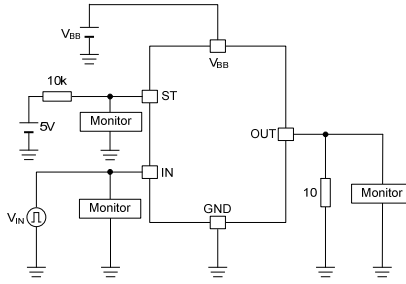 VBB
VBB
10k
ST
Monitor
5V
OUT
IN
Monitor
10
Monitor
GND
VIN